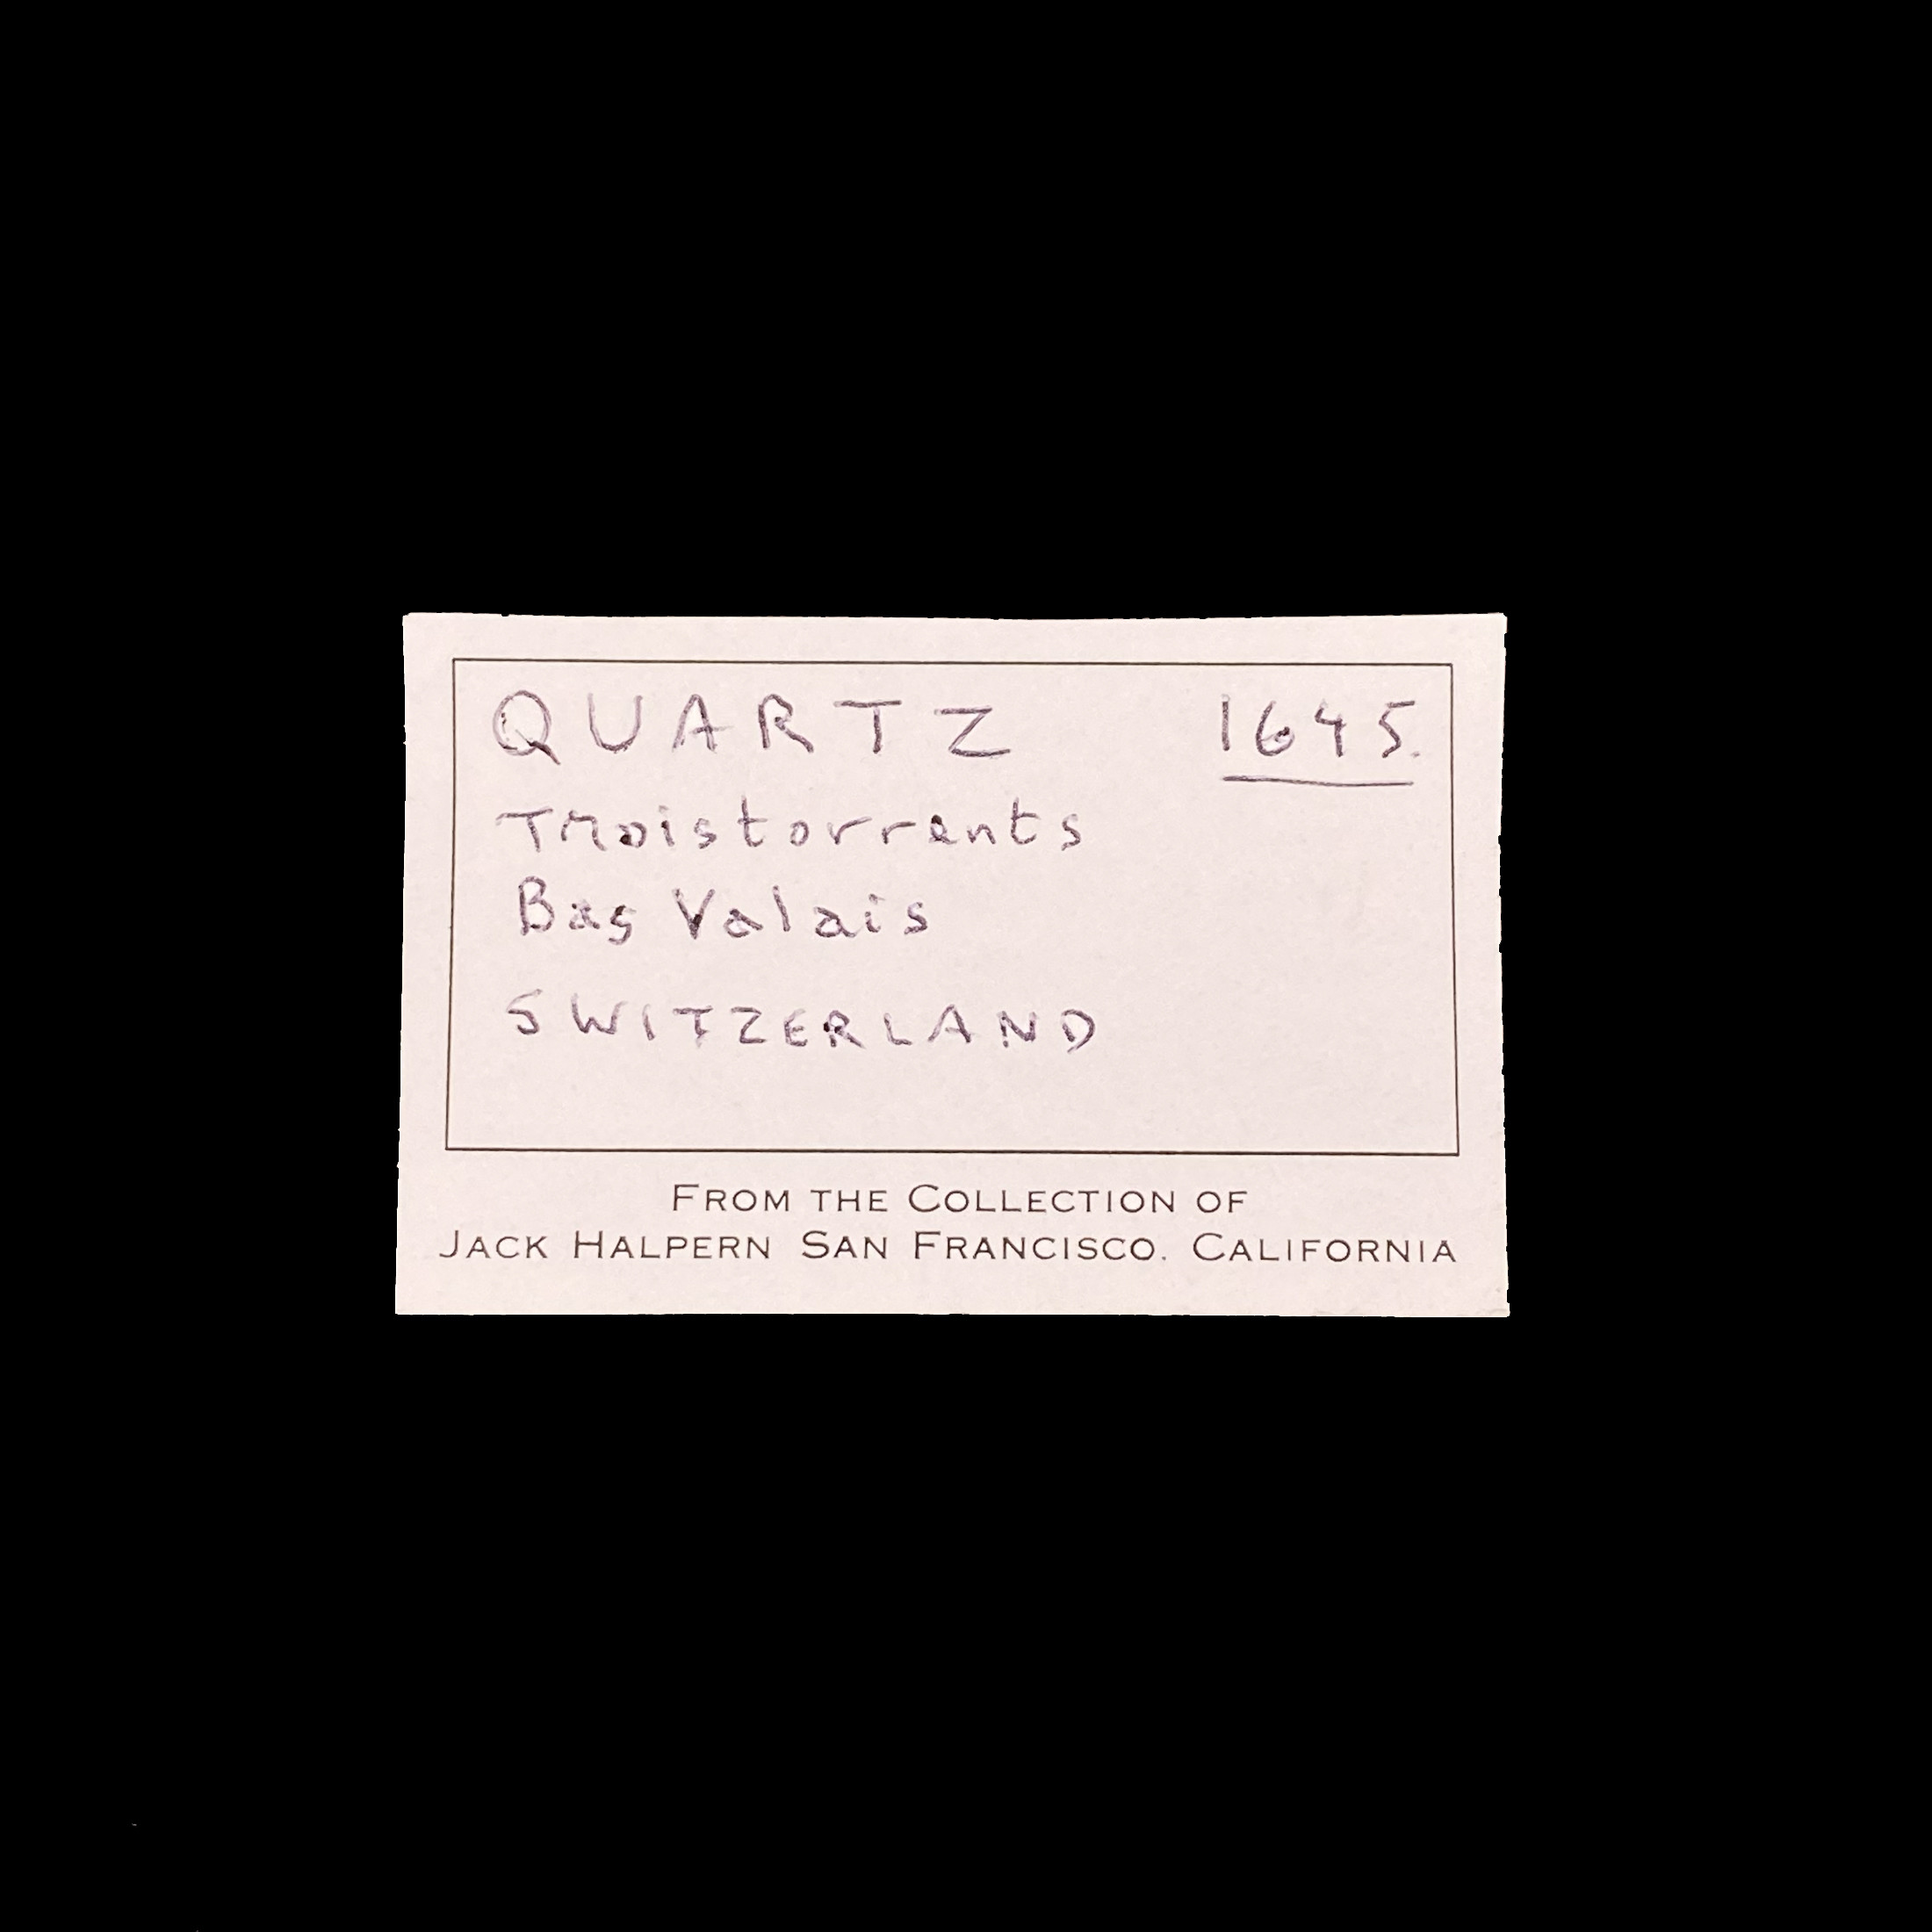 QUARTZ 1645.
Troistorrents
Bas Valais
SWITZERLAND
FROM THE COLLECTION OF
JACK HALPERN SAN FRANCISCO. CALIFORNIA